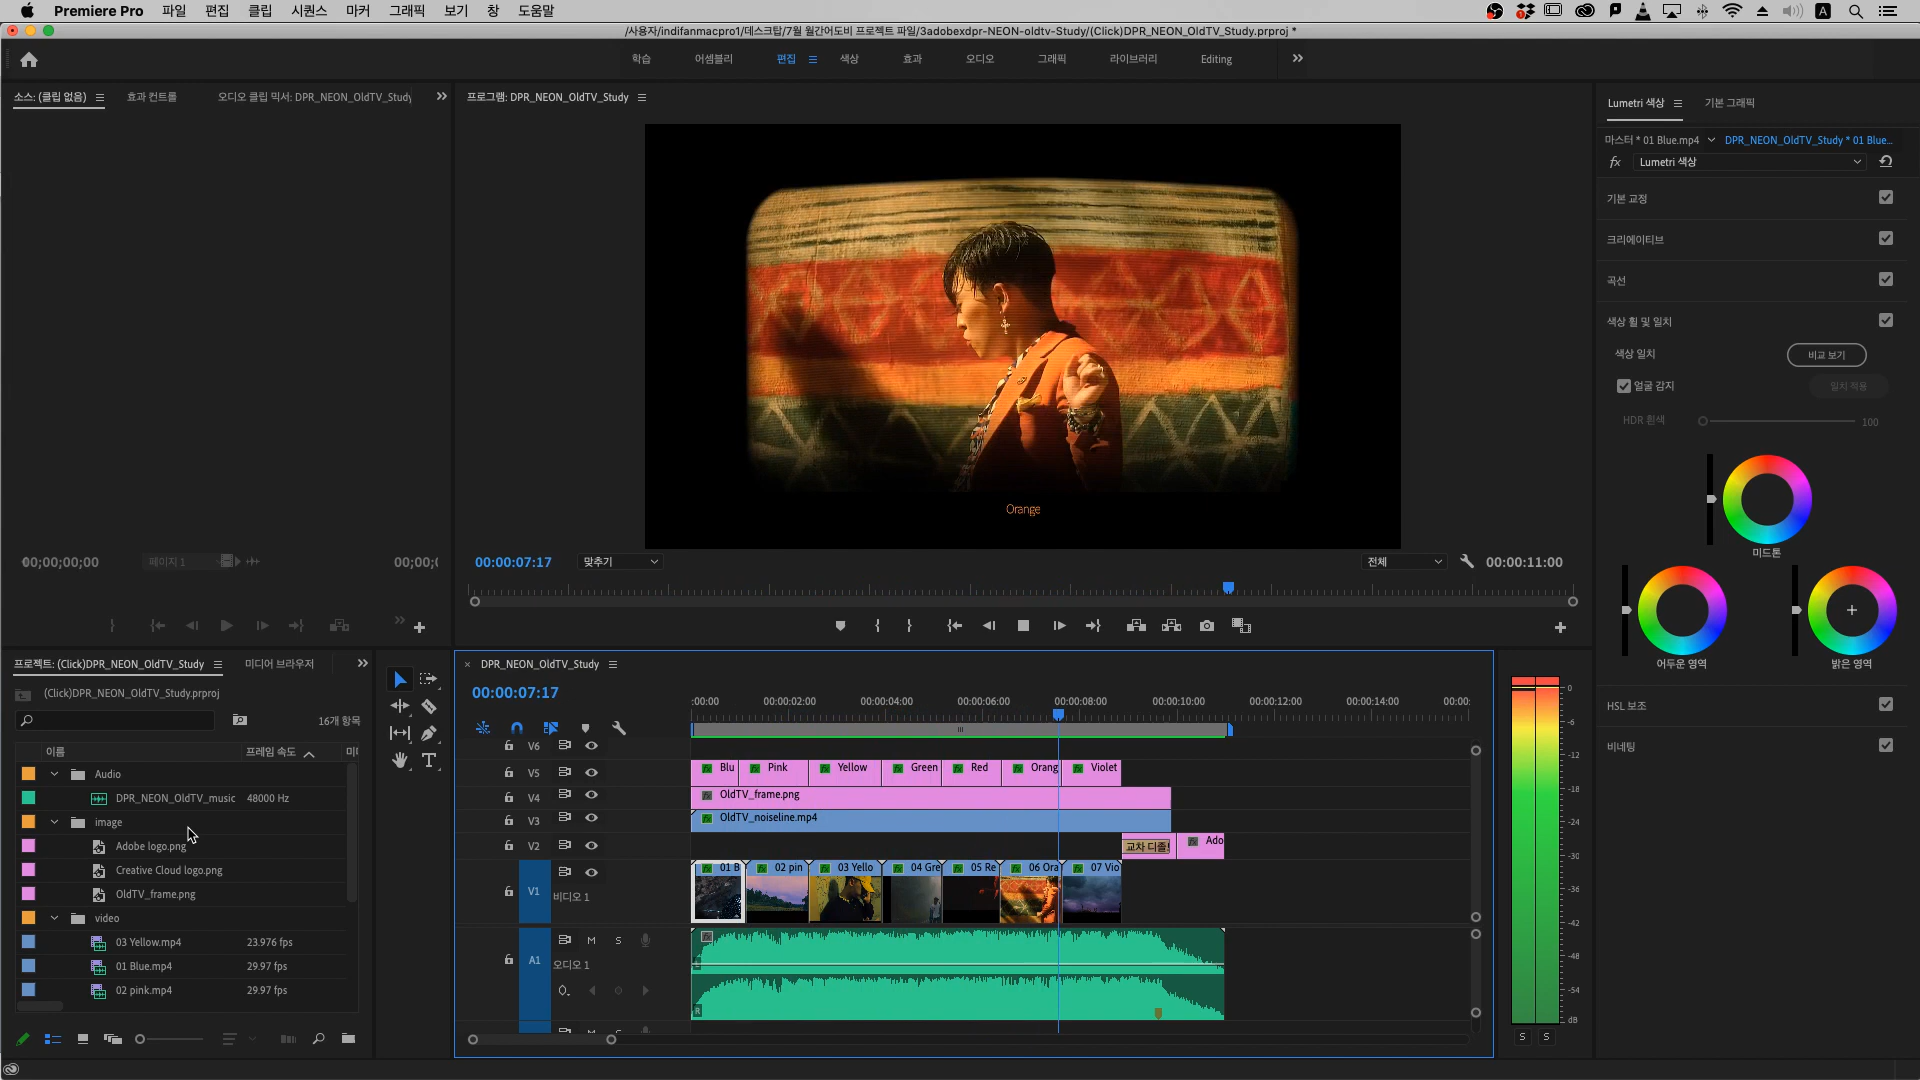 Premiere Pro 파일 편집 클립 시퀀스 마커 그래픽 보기 창 도움말
/사용자/indifanmacpro1/데스크탑/7월 월간어도비 프로젝트 파일/3adobexdpr-NEON-oldtv-Study/(Click)DPR_NEON_OldTV_Study.prproj *
학습 어셈블리 편집 색상 효과 오디오 그래픽 라이브러리 Editing
소스: (클립 없음) 효과 컨트롤 오디오 클립 믹서: DPR_NEON_OldTV_Study
프로그램: DPR_NEON_OldTV_Study
Lumetri 색상 기본 그래픽
마스터 * 01 Blue.mp4 DPR_NEON_OldTV_Study * 01 Blue...
fx Lumetri 색상
기본 교정
크리에이티브
곡선
색상 휠 및 일치
색상 일치 비교 보기
얼굴 감지 일치 적용
HDR 흰색 100
미드톤
어두운 영역 밝은 영역
HSL 보조
비네팅
Orange
00;00;00;00 페이지 1 00;00;(
00:00:07:17 맞추기 전체 00:00:11:00
프로젝트: (Click)DPR_NEON_OldTV_Study 미디어 브라우저
(Click)DPR_NEON_OldTV_Study.prproj
16개 항목
이름 프레임 속도 미디
Audio
DPR_NEON_OldTV_music 48000 Hz
image
Adobe logo.png
Creative Cloud logo.png
OldTV_frame.png
video
03 Yellow.mp4 23.976 fps
01 Blue.mp4 29.97 fps
02 pink.mp4 29.97 fps
DPR_NEON_OldTV_Study
00:00:07:17
:00:00 00:00:02:00 00:00:04:00 00:00:06:00 00:00:08:00 00:00:10:00 00:00:12:00 00:00:14:00 00:00:
V6
V5 Blu Pink Yellow Green Red Orang Violet
V4 OldTV_frame.png
V3 OldTV_noiseline.mp4
V2 교차 디졸 Ado
V1 비디오 1 01 B 02 pin 03 Yello 04 Gre 05 Re 06 Ora 07 Vio
A1 M S 오디오 1
L
R
0
-6
-12
-18
-24
-30
-36
-42
-48
-54
dB
S S